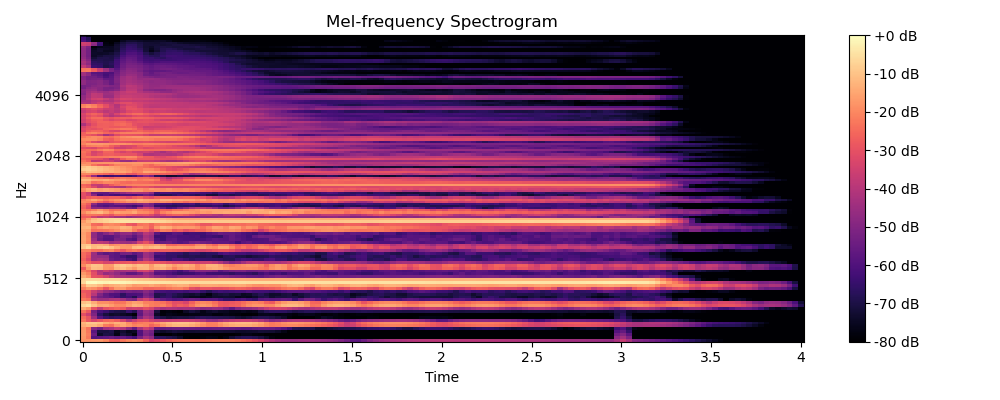 Mel-frequency Spectrogram
+0 dB
-10 dB
-20 dB
-30 dB
-40 dB
-50 dB
-60 dB
-70 dB
-80 dB
4096
2048
1024
512
0
Hz
0 0.5 1 1.5 2 2.5 3 3.5 4
Time